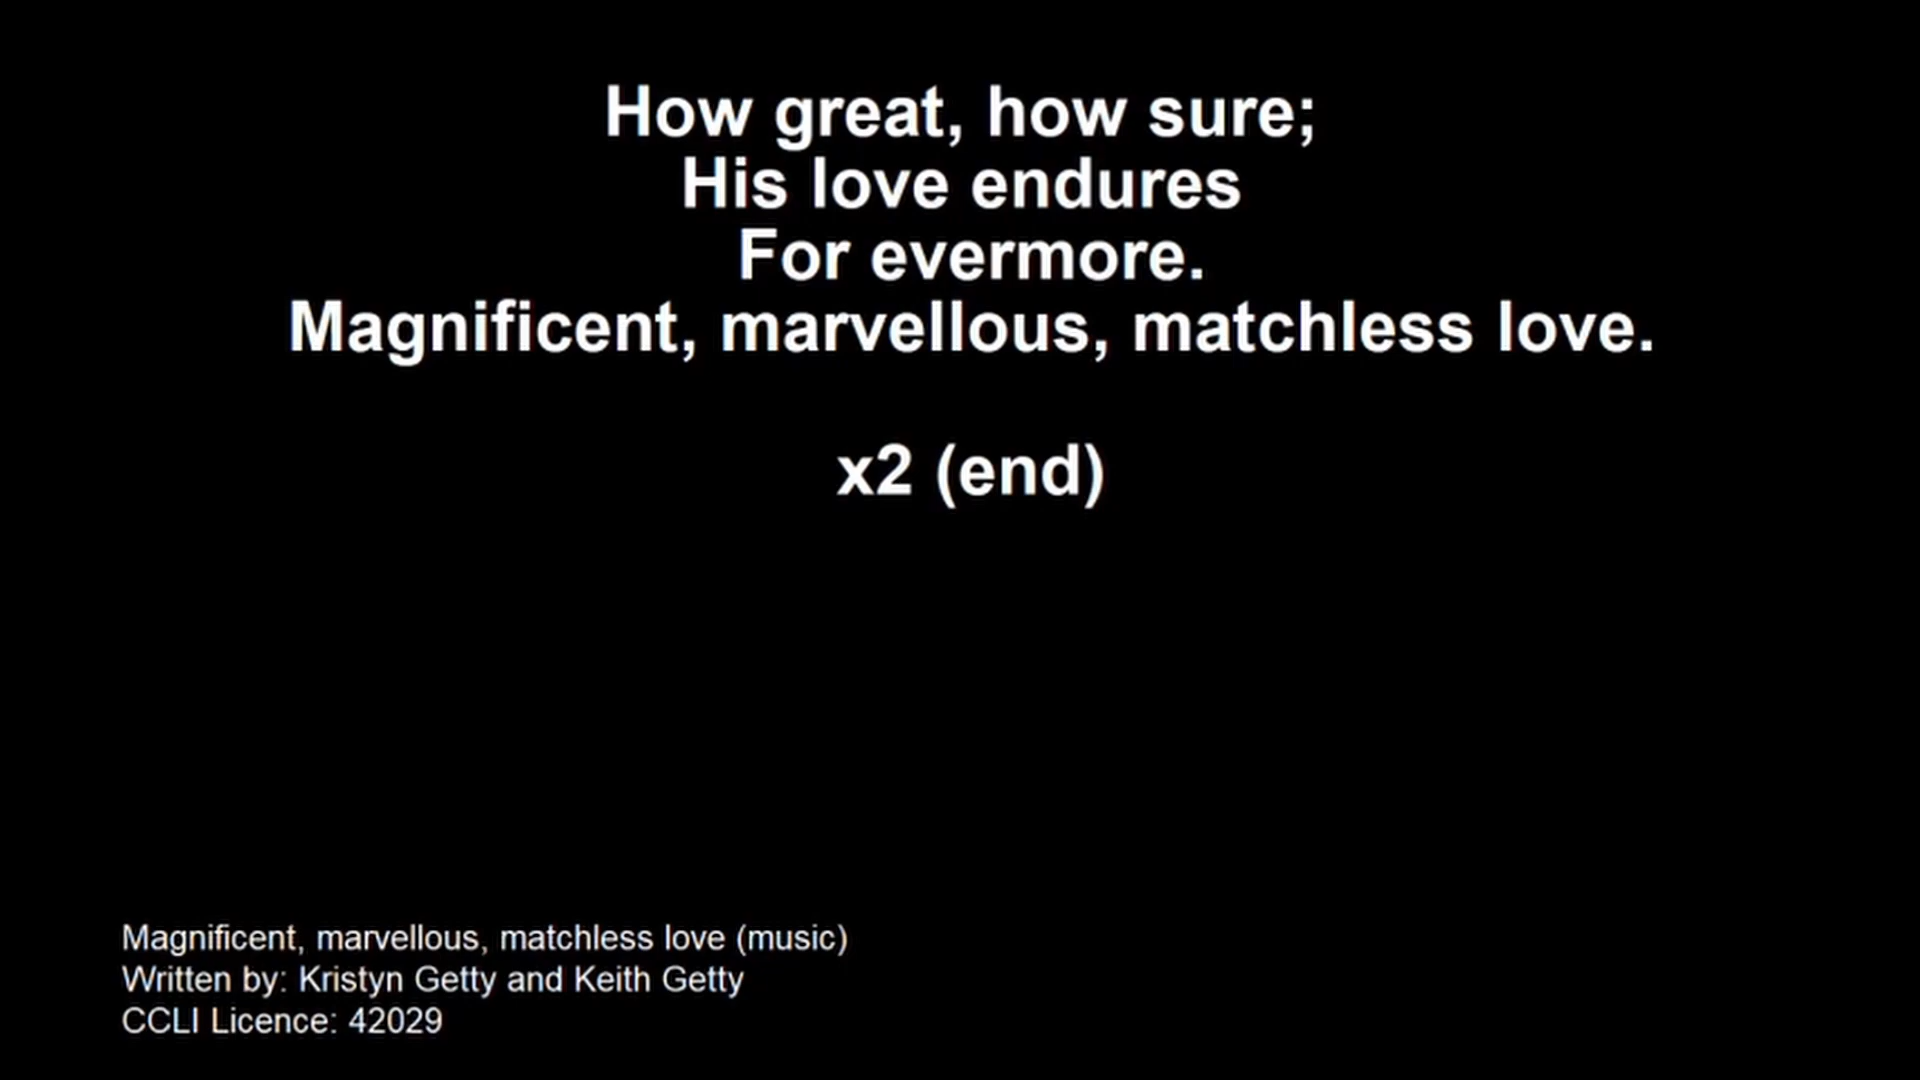 How great, how sure;
His love endures
For evermore.
Magnificent, marvellous, matchless love.
x2 (end)
Magnificent, marvellous, matchless love (music)
Written by: Kristyn Getty and Keith Getty
CCLI Licence: 42029